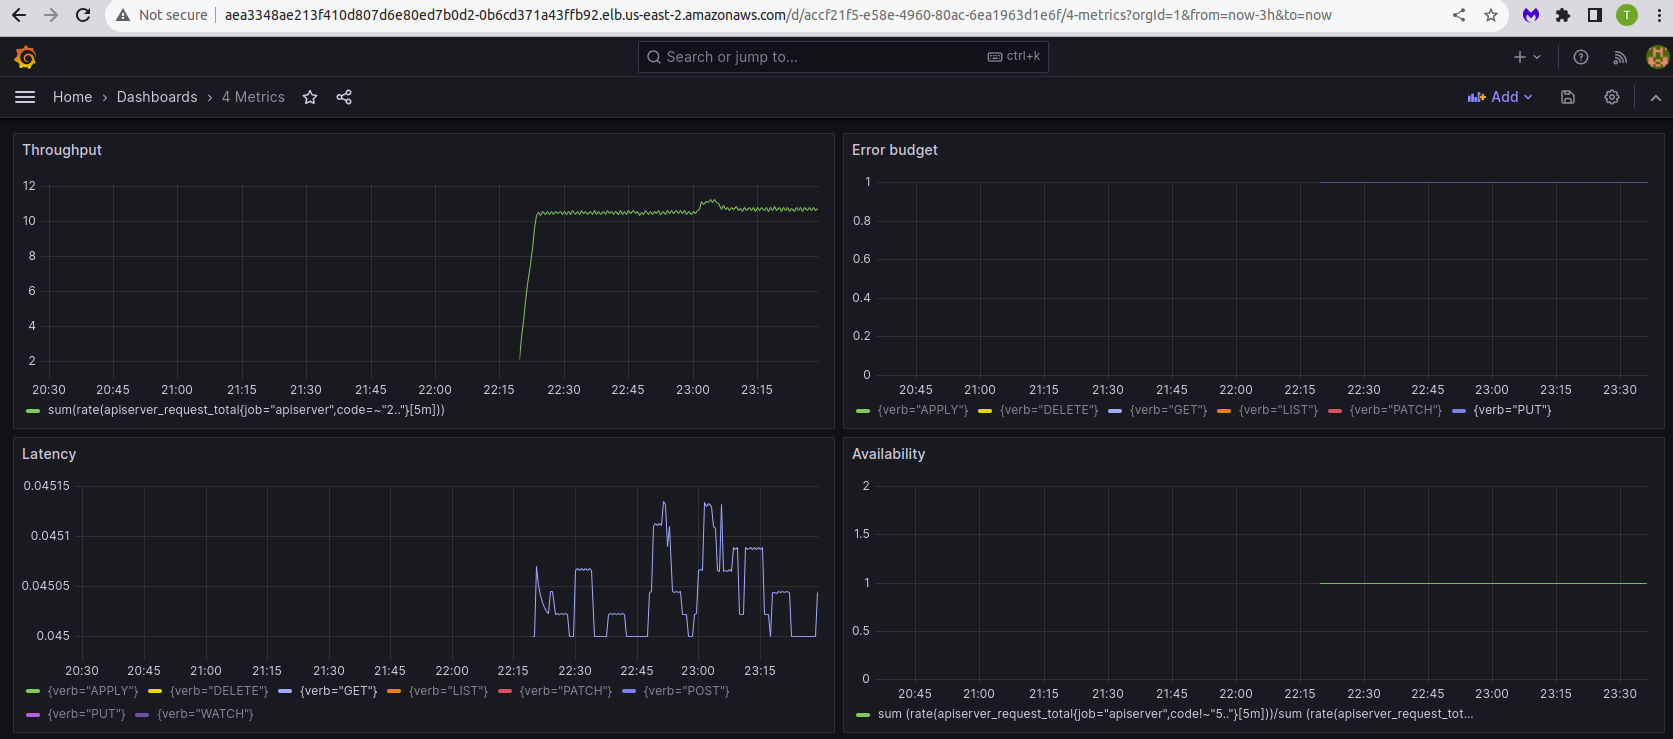 Not secure aea3348ae213f410d807d6e80ed7b0d2-0b6cd371a43ffb92.elb.us-east-2.amazonaws.com/d/accf21f5-e58e-4960-80ac-6ea1963d1e6f/4-metrics?orgId=1&from=now-3h&to=now
T
Search or jump to... ctrl+k
Home › Dashboards › 4 Metrics
Add
Throughput
12
10
8
6
4
2
20:30 20:45 21:00 21:15 21:30 21:45 22:00 22:15 22:30 22:45 23:00 23:15
sum(rate(apiserver_request_total{job="apiserver",code=~"2.."}[5m]))
Error budget
1
0.8
0.6
0.4
0.2
0
20:45 21:00 21:15 21:30 21:45 22:00 22:15 22:30 22:45 23:00 23:15 23:30
{verb="APPLY"} {verb="DELETE"} {verb="GET"} {verb="LIST"} {verb="PATCH"} {verb="PUT"}
Latency
0.04515
0.0451
0.04505
0.045
20:30 20:45 21:00 21:15 21:30 21:45 22:00 22:15 22:30 22:45 23:00 23:15
{verb="APPLY"} {verb="DELETE"} {verb="GET"} {verb="LIST"} {verb="PATCH"} {verb="POST"}
{verb="PUT"} {verb="WATCH"}
Availability
2
1.5
1
0.5
0
20:45 21:00 21:15 21:30 21:45 22:00 22:15 22:30 22:45 23:00 23:15 23:30
sum (rate(apiserver_request_total{job="apiserver",code!~"5.."}[5m]))/sum (rate(apiserver_request_tot...